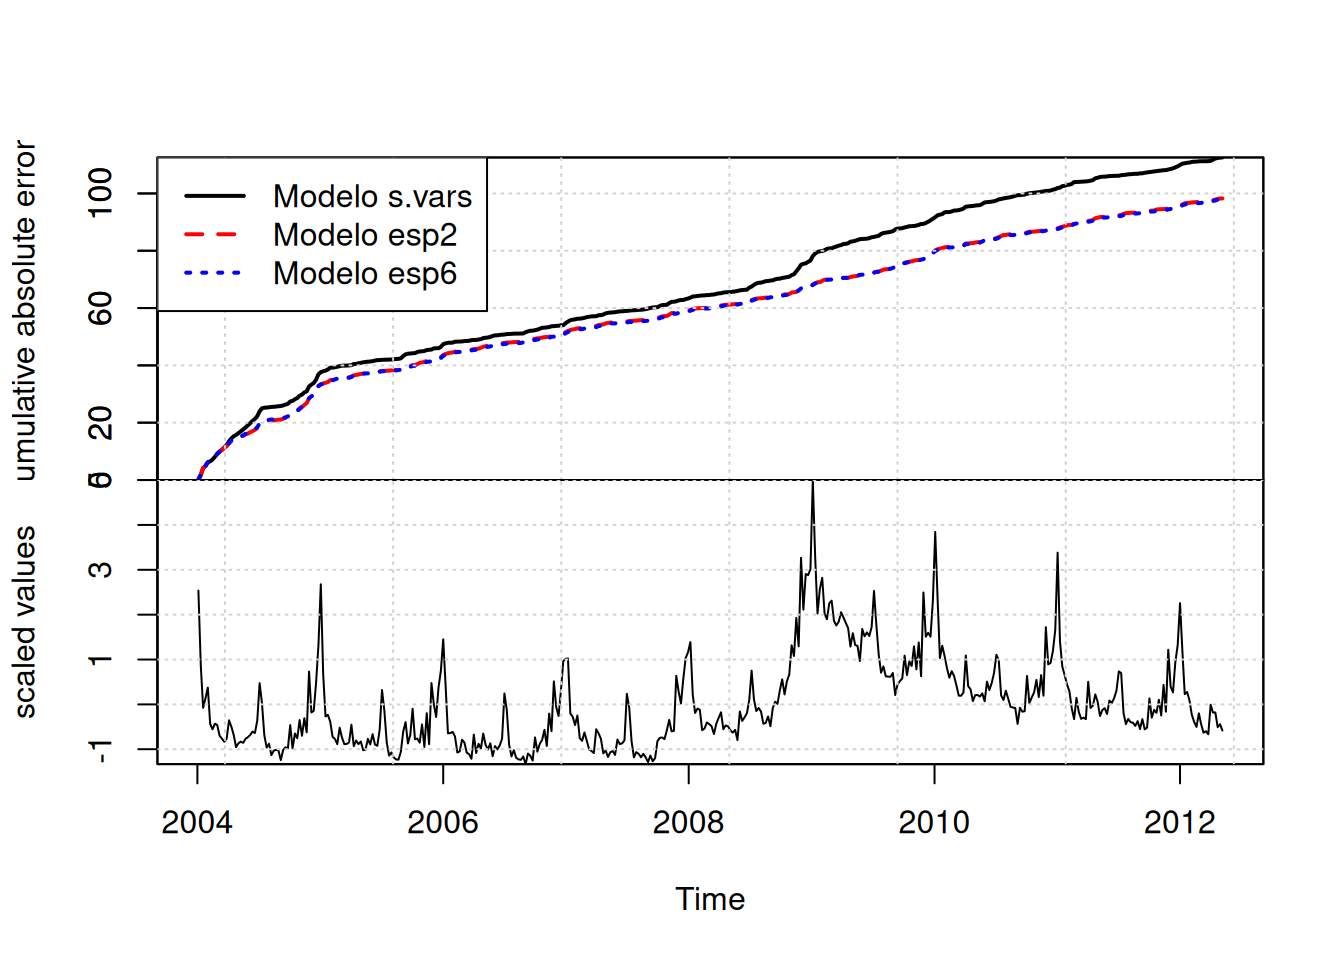 umulative absolute error
100
60
20
0
Modelo s.vars
Modelo esp2
Modelo esp6
scaled values
5
3
1
-1
2004 2006 2008 2010 2012
Time